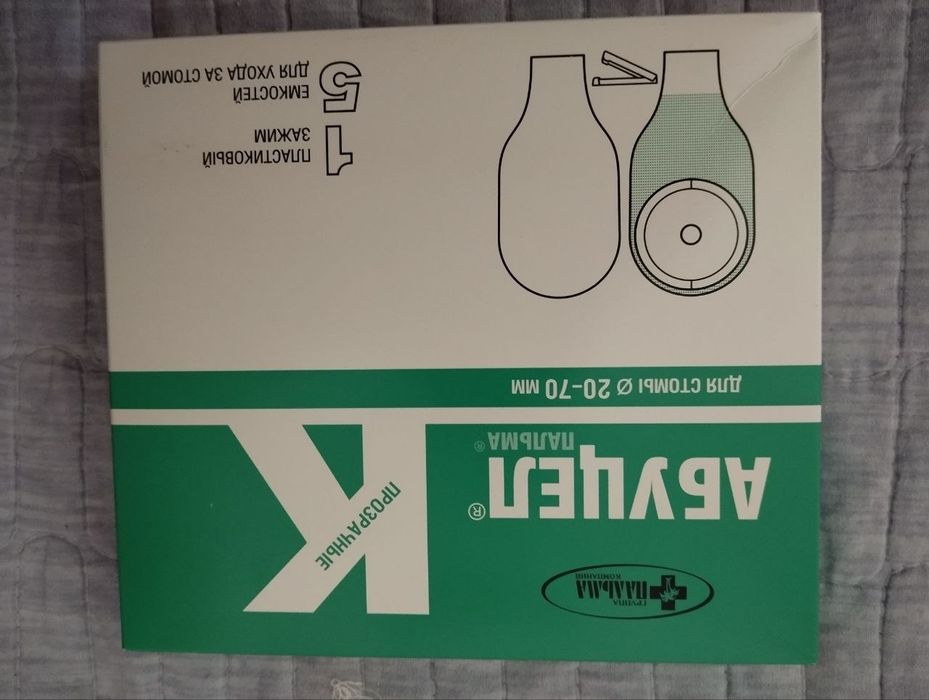 ГРУППА
ПАЛЬМА
КОМПАНИЙ
АБУЦЕЛ®
ПАЛЬМА®
К
ПРОЗРАЧНЫЕ
ДЛЯ СТОМЫ Ø 20-70 ММ
1 ПЛАСТИКОВЫЙ
ЗАЖИМ
5 ЕМКОСТЕЙ
ДЛЯ УХОДА ЗА СТОМОЙ